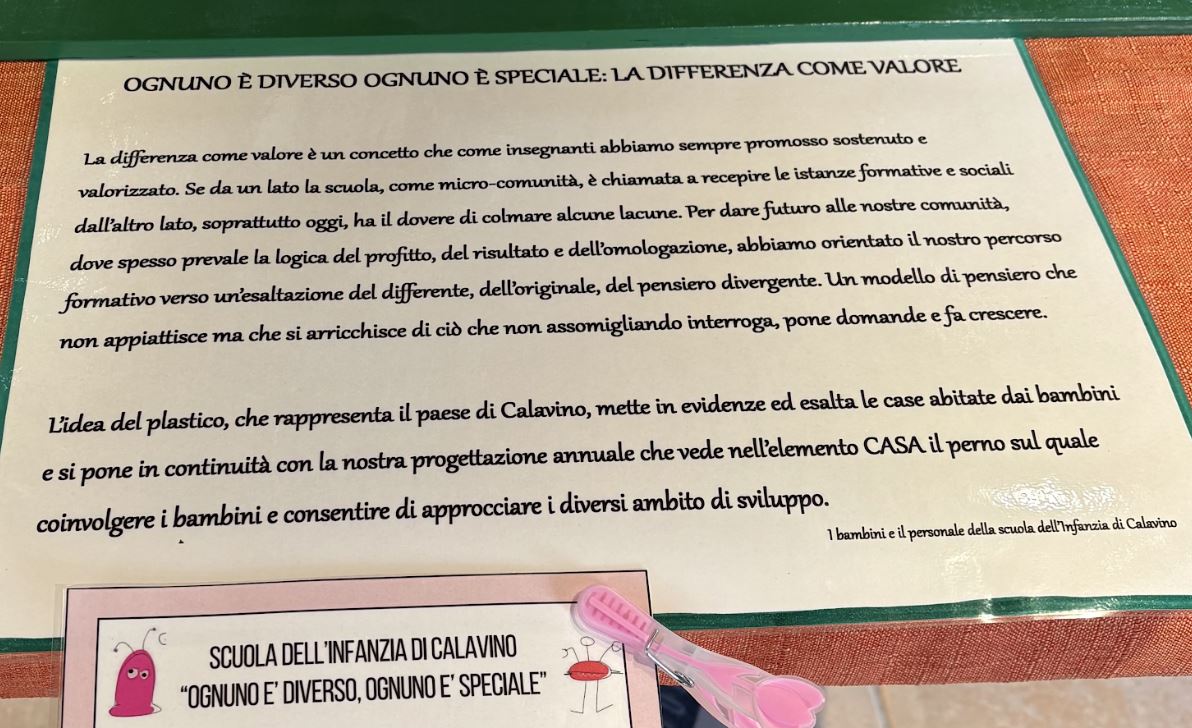 OGNUNO È DIVERSO OGNUNO È SPECIALE: LA DIFFERENZA COME VALORE
La differenza come valore è un concetto che come insegnanti abbiamo sempre promosso sostenuto e
valorizzato. Se da un lato la scuola, come micro-comunità, è chiamata a recepire le istanze formative e sociali
dall'altro lato, soprattutto oggi, ha il dovere di colmare alcune lacune. Per dare futuro alle nostre comunità,
dove spesso prevale la logica del profitto, del risultato e dell'omologazione, abbiamo orientato il nostro percorso
formativo verso un'esaltazione del differente, dell'originale, del pensiero divergente. Un modello di pensiero che
non appiattisce ma che si arricchisce di ciò che non assomigliando interroga, pone domande e fa crescere.
L'idea del plastico, che rappresenta il paese di Calavino, mette in evidenze ed esalta le case abitate dai bambini
e si pone in continuità con la nostra progettazione annuale che vede nell'elemento CASA il perno sul quale
coinvolgere i bambini e consentire di approcciare i diversi ambito di sviluppo.
I bambini e il personale della scuola dell'Infanzia di Calavino
SCUOLA DELL'INFANZIA DI CALAVINO
"OGNUNO E' DIVERSO, OGNUNO E' SPECIALE"